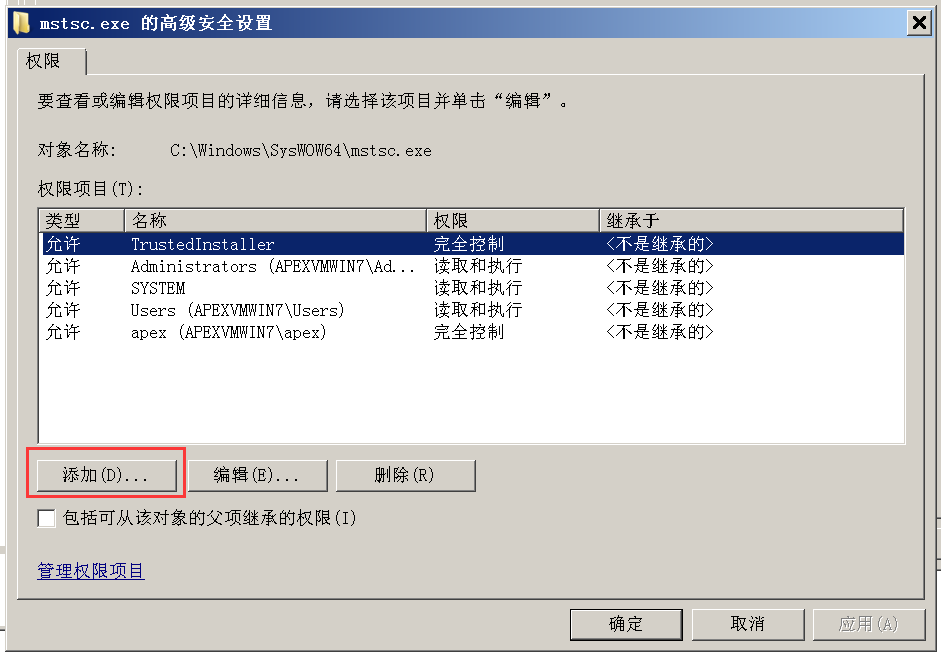 mstsc.exe 的高级安全设置
权限
要查看或编辑权限项目的详细信息，请选择该项目并单击“编辑”。
对象名称: C:\Windows\SysWOW64\mstsc.exe
权限项目(T):
类型 名称 权限 继承于
允许 TrustedInstaller 完全控制 <不是继承的>
允许 Administrators (APEXVMWIN7\Ad... 读取和执行 <不是继承的>
允许 SYSTEM 读取和执行 <不是继承的>
允许 Users (APEXVMWIN7\Users) 读取和执行 <不是继承的>
允许 apex (APEXVMWIN7\apex) 完全控制 <不是继承的>
添加(D)... 编辑(E)... 删除(R)
包括可从该对象的父项继承的权限(I)
管理权限项目
确定 取消 应用(A)